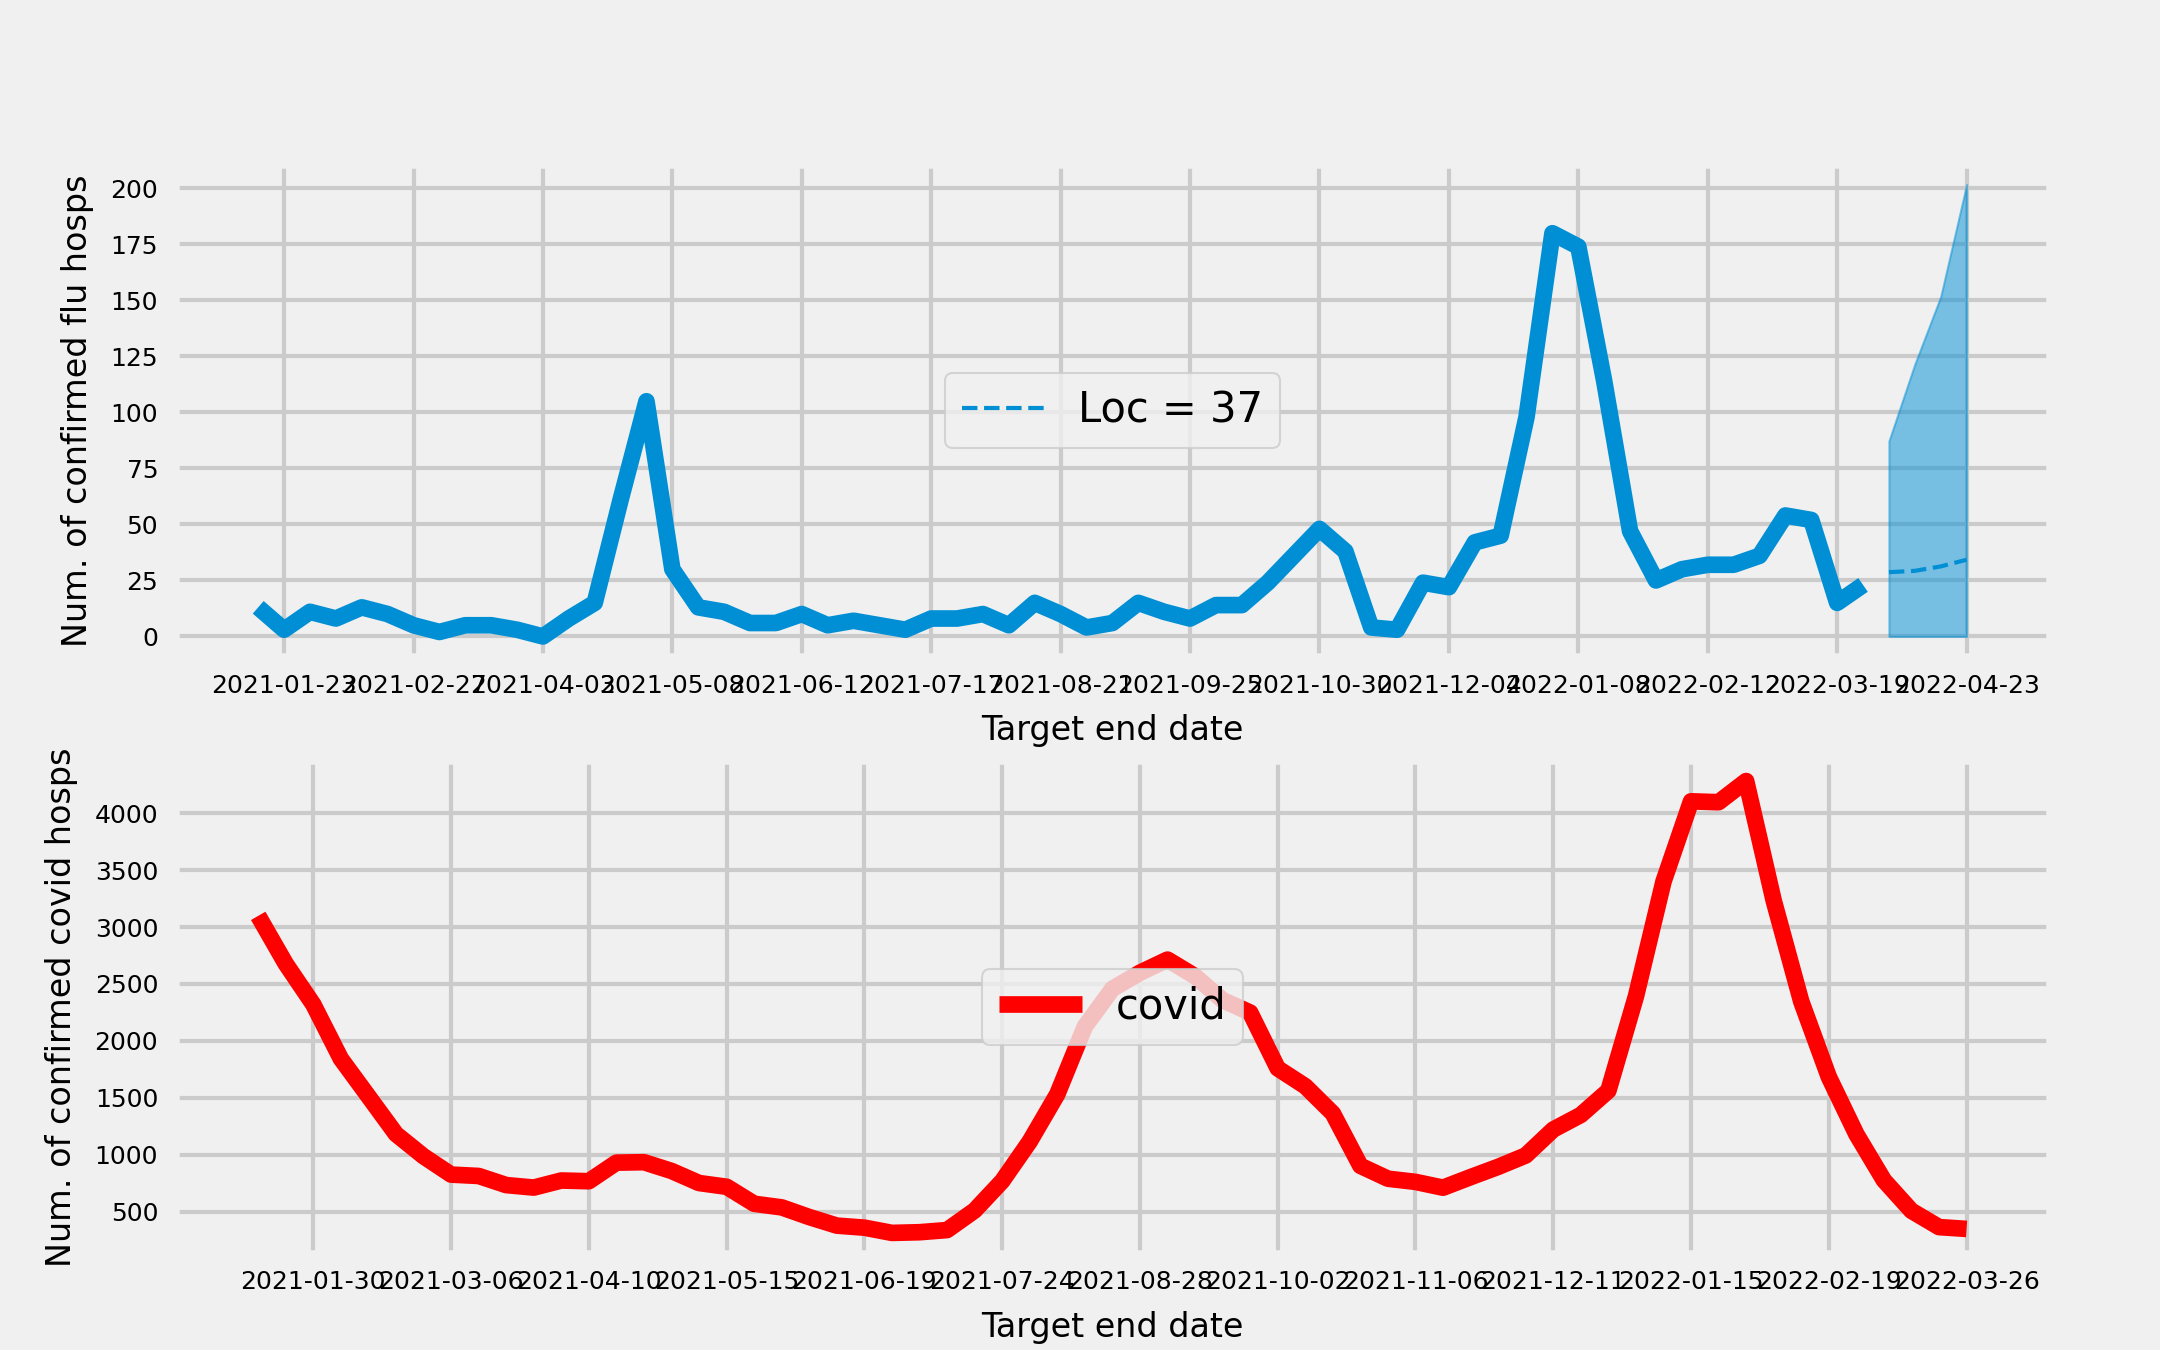 Num. of confirmed flu hosps
200
175
150
125
100
75
50
25
0
Loc = 37
2021-01-23 2021-02-27 2021-04-03 2021-05-08 2021-06-12 2021-07-17 2021-08-21 2021-09-25 2021-10-30 2021-12-04 2022-01-08 2022-02-12 2022-03-19 2022-04-23
Target end date
Num. of confirmed covid hosps
4000
3500
3000
2500
2000
1500
1000
500
covid
2021-01-30 2021-03-06 2021-04-10 2021-05-15 2021-06-19 2021-07-24 2021-08-28 2021-10-02 2021-11-06 2021-12-11 2022-01-15 2022-02-19 2022-03-26
Target end date